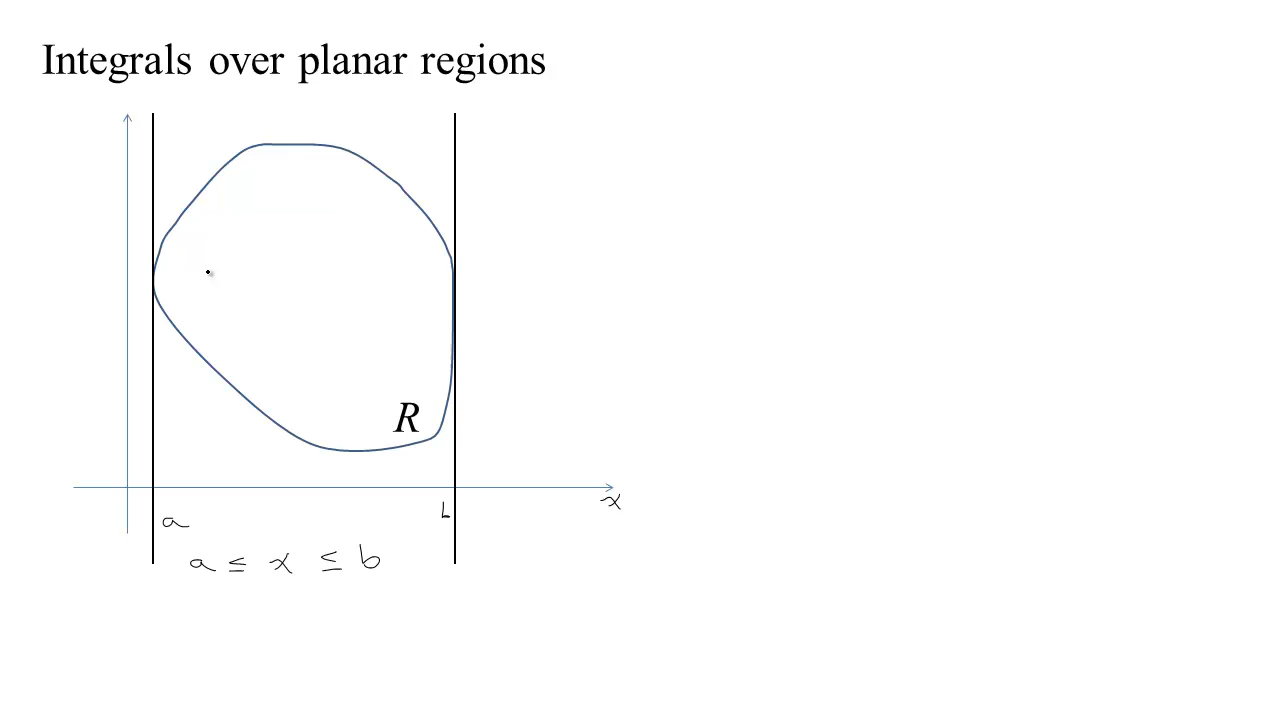 Integrals over planar regions
R
x
a
a ≤ x ≤ b